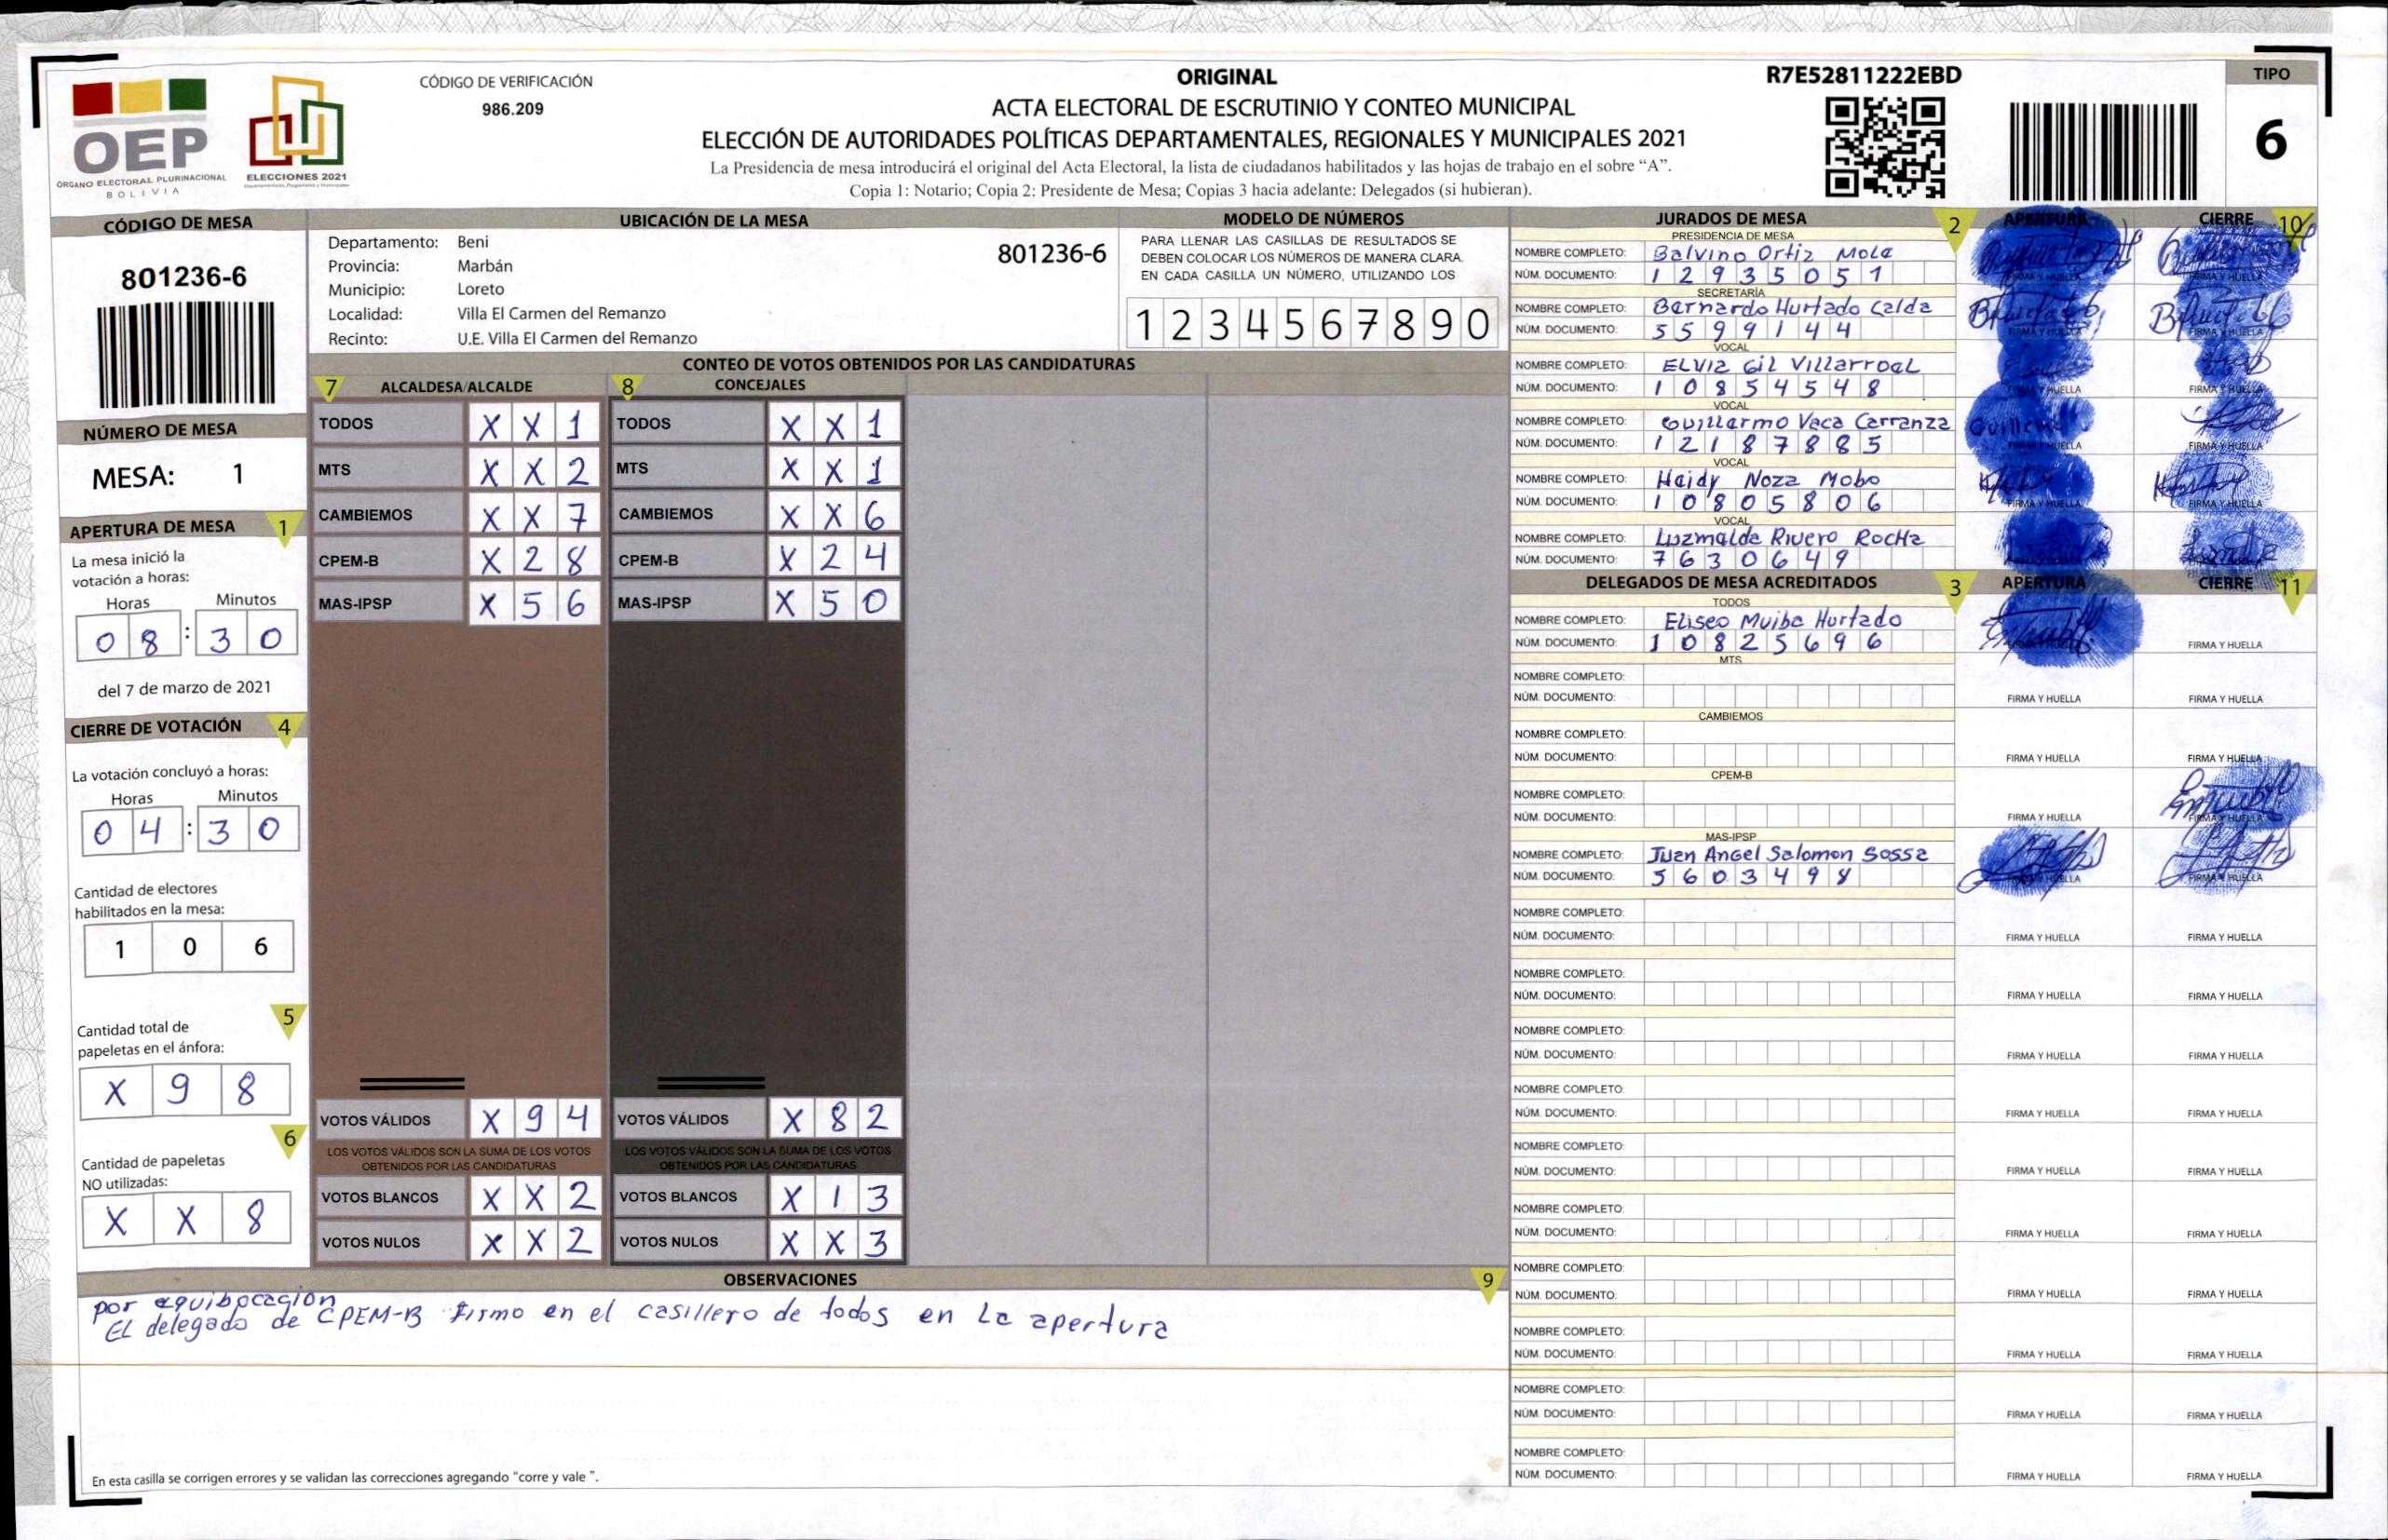 OEP
ÓRGANO ELECTORAL PLURINACIONAL
BOLIVIA
ELECCIONES 2021
CÓDIGO DE VERIFICACIÓN
986.209
ORIGINAL
ACTA ELECTORAL DE ESCRUTINIO Y CONTEO MUNICIPAL
ELECCIÓN DE AUTORIDADES POLÍTICAS DEPARTAMENTALES, REGIONALES Y MUNICIPALES 2021
La Presidencia de mesa introducirá el original del Acta Electoral, la lista de ciudadanos habilitados y las hojas de trabajo en el sobre “A”.
Copia 1: Notario; Copia 2: Presidente de Mesa; Copias 3 hacia adelante: Delegados (si hubieran).
R7E52811222EBD
TIPO
6
CÓDIGO DE MESA
801236-6
NÚMERO DE MESA
MESA: 1
APERTURA DE MESA 1
La mesa inició la
votación a horas:
Horas Minutos
0 8 : 3 0
del 7 de marzo de 2021
CIERRE DE VOTACIÓN 4
La votación concluyó a horas:
Horas Minutos
0 4 : 3 0
Cantidad de electores
habilitados en la mesa:
1 0 6
5
Cantidad total de
papeletas en el ánfora:
X 9 8
6
Cantidad de papeletas
NO utilizadas:
X X 8
UBICACIÓN DE LA MESA
Departamento: Beni
Provincia: Marbán
Municipio: Loreto
Localidad: Villa El Carmen del Remanzo
Recinto: U.E. Villa El Carmen del Remanzo
801236-6
MODELO DE NÚMEROS
PARA LLENAR LAS CASILLAS DE RESULTADOS SE
DEBEN COLOCAR LOS NÚMEROS DE MANERA CLARA.
EN CADA CASILLA UN NÚMERO, UTILIZANDO LOS
1 2 3 4 5 6 7 8 9 0
CONTEO DE VOTOS OBTENIDOS POR LAS CANDIDATURAS
7 ALCALDESA/ALCALDE
TODOS X X 1
MTS X X 2
CAMBIEMOS X X 7
CPEM-B X 2 8
MAS-IPSP X 5 6
VOTOS VÁLIDOS X 9 4
LOS VOTOS VÁLIDOS SON LA SUMA DE LOS VOTOS
OBTENIDOS POR LAS CANDIDATURAS
VOTOS BLANCOS X X 2
VOTOS NULOS X X 2
8 CONCEJALES
TODOS X X 1
MTS X X 1
CAMBIEMOS X X 6
CPEM-B X 2 4
MAS-IPSP X 5 0
VOTOS VÁLIDOS X 8 2
LOS VOTOS VÁLIDOS SON LA SUMA DE LOS VOTOS
OBTENIDOS POR LAS CANDIDATURAS
VOTOS BLANCOS X 1 3
VOTOS NULOS X X 3
OBSERVACIONES 9
por equibocación
EL delegado de CPEM-B firmo en el casillero de todos en La apertura
En esta casilla se corrigen errores y se validan las correcciones agregando “corre y vale ”.
JURADOS DE MESA 2 APERTURA CIERRE 10
PRESIDENCIA DE MESA
NOMBRE COMPLETO: Balvino Ortiz Mole
NÚM. DOCUMENTO: 1 2 9 3 5 0 5 1
FIRMA Y HUELLA FIRMA Y HUELLA
SECRETARÍA
NOMBRE COMPLETO: Bernardo Hurtado Calda
NÚM. DOCUMENTO: 5 5 9 9 1 4 4
FIRMA Y HUELLA FIRMA Y HUELLA
VOCAL
NOMBRE COMPLETO: ELViz Gil Villarroel
NÚM. DOCUMENTO: 1 0 8 5 4 5 4 8
FIRMA Y HUELLA FIRMA Y HUELLA
VOCAL
NOMBRE COMPLETO: Guillermo Vaca Carranza
NÚM. DOCUMENTO: 1 2 1 8 7 8 8 5
FIRMA Y HUELLA FIRMA Y HUELLA
VOCAL
NOMBRE COMPLETO: Heidy Noza Mobo
NÚM. DOCUMENTO: 1 0 8 0 5 8 0 6
FIRMA Y HUELLA FIRMA Y HUELLA
VOCAL
NOMBRE COMPLETO: Luzmalda Rivero RocHa
NÚM. DOCUMENTO: 7 6 3 0 6 4 9
DELEGADOS DE MESA ACREDITADOS 3 APERTURA CIERRE 11
TODOS
NOMBRE COMPLETO: Eliseo Muiba Hurtado
NÚM. DOCUMENTO: 1 0 8 2 5 6 9 6
FIRMA Y HUELLA
MTS
NOMBRE COMPLETO:
NÚM. DOCUMENTO:
FIRMA Y HUELLA FIRMA Y HUELLA
CAMBIEMOS
NOMBRE COMPLETO:
NÚM. DOCUMENTO:
FIRMA Y HUELLA FIRMA Y HUELLA
CPEM-B
NOMBRE COMPLETO:
NÚM. DOCUMENTO:
FIRMA Y HUELLA FIRMA Y HUELLA
MAS-IPSP
NOMBRE COMPLETO: Juan Angel Salomon Sossa
NÚM. DOCUMENTO: 5 6 0 3 4 9 8
FIRMA Y HUELLA FIRMA Y HUELLA
NOMBRE COMPLETO:
NÚM. DOCUMENTO:
FIRMA Y HUELLA FIRMA Y HUELLA
NOMBRE COMPLETO:
NÚM. DOCUMENTO:
FIRMA Y HUELLA FIRMA Y HUELLA
NOMBRE COMPLETO:
NÚM. DOCUMENTO:
FIRMA Y HUELLA FIRMA Y HUELLA
NOMBRE COMPLETO:
NÚM. DOCUMENTO:
FIRMA Y HUELLA FIRMA Y HUELLA
NOMBRE COMPLETO:
NÚM. DOCUMENTO:
FIRMA Y HUELLA FIRMA Y HUELLA
NOMBRE COMPLETO:
NÚM. DOCUMENTO:
FIRMA Y HUELLA FIRMA Y HUELLA
NOMBRE COMPLETO:
NÚM. DOCUMENTO:
FIRMA Y HUELLA FIRMA Y HUELLA
NOMBRE COMPLETO:
NÚM. DOCUMENTO:
FIRMA Y HUELLA FIRMA Y HUELLA
NOMBRE COMPLETO:
NÚM. DOCUMENTO:
FIRMA Y HUELLA FIRMA Y HUELLA
NOMBRE COMPLETO:
NÚM. DOCUMENTO:
FIRMA Y HUELLA FIRMA Y HUELLA